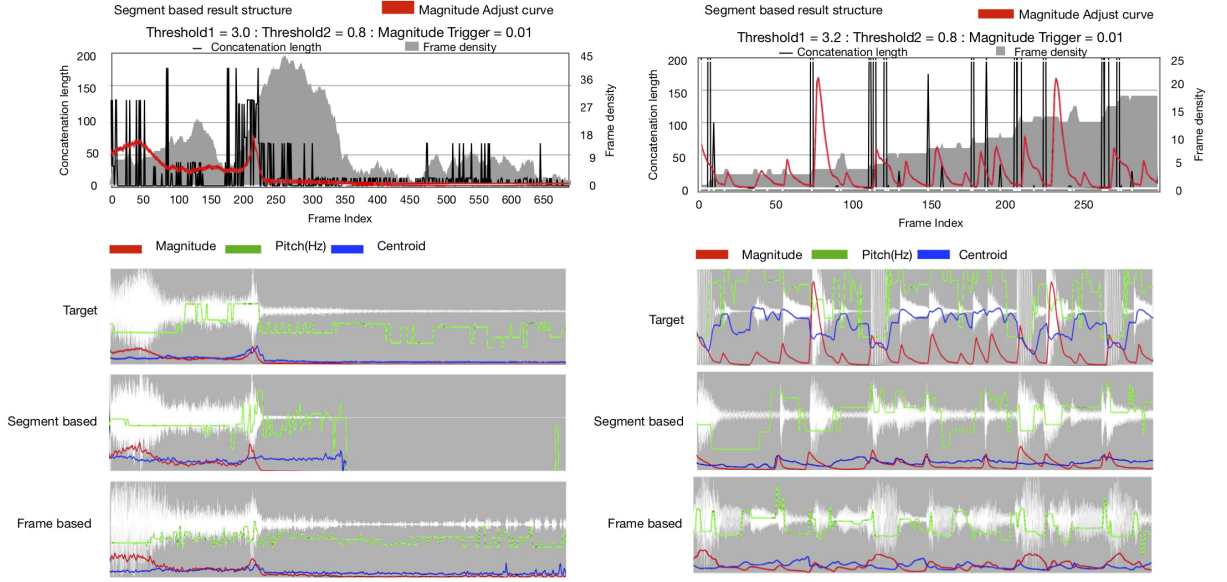 Segment based result structure
Magnitude Adjust curve
Threshold1 = 3.0 : Threshold2 = 0.8 : Magnitude Trigger = 0.01
Concatenation length
Frame density
200
150
100
50
0
Concatenation length
45
36
27
18
9
0
Frame density
0 50 100 150 200 250 300 350 400 450 500 550 600 650
Frame Index
Magnitude
Pitch(Hz)
Centroid
Target
Segment based
Frame based
Segment based result structure
Magnitude Adjust curve
Threshold1 = 3.2 : Threshold2 = 0.8 : Magnitude Trigger = 0.01
Concatenation length
Frame density
200
150
100
50
0
Concatenation length
25
20
15
10
5
0
Frame density
0 50 100 150 200 250
Frame Index
Magnitude
Pitch(Hz)
Centroid
Target
Segment based
Frame based